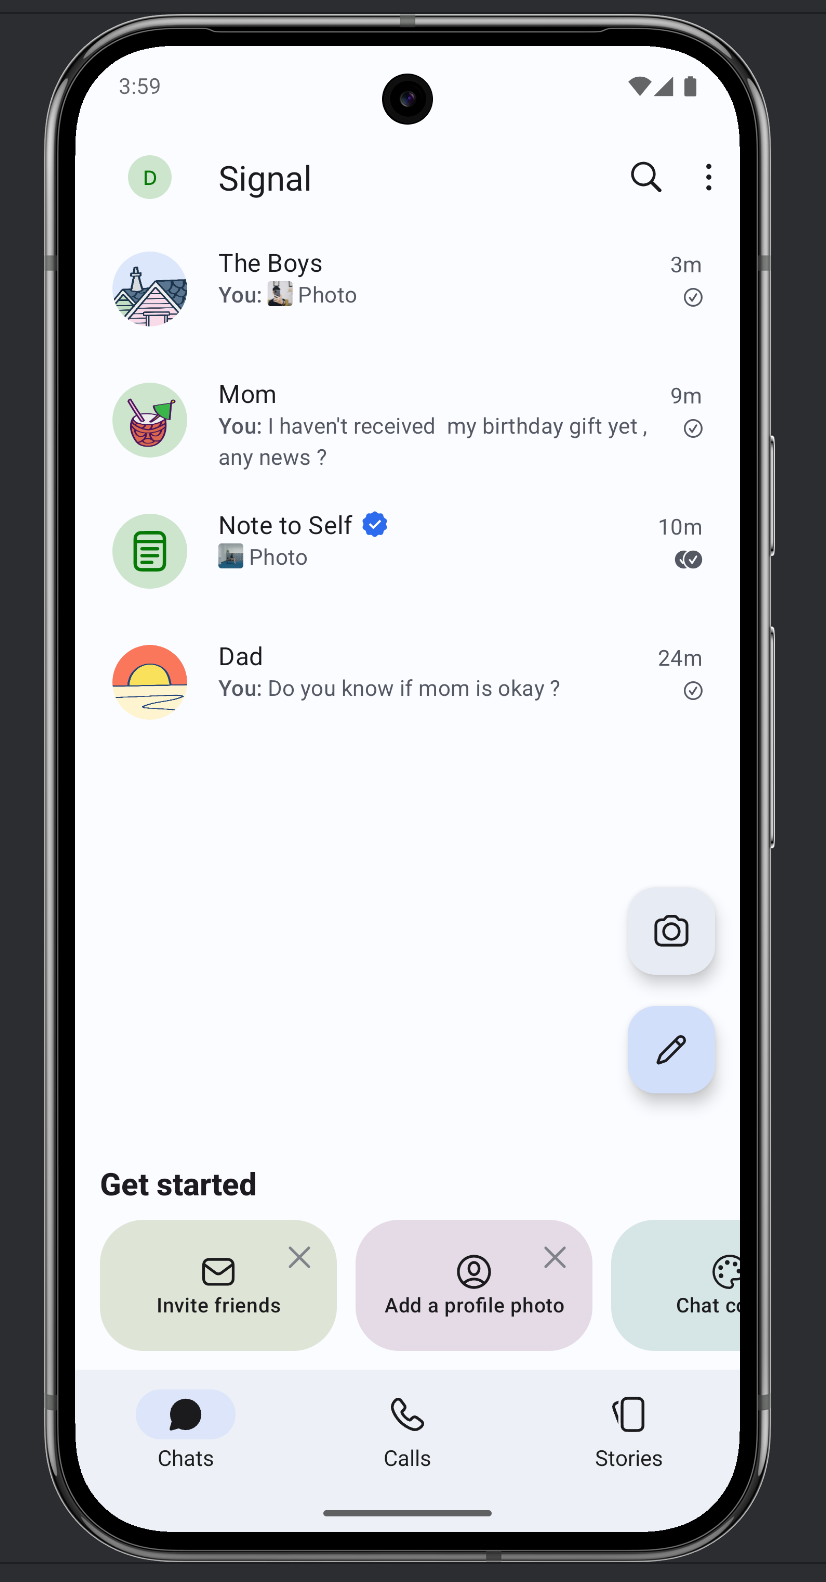 3:59
D
Signal
The Boys
3m
You: Photo
Mom
9m
You: I haven't received  my birthday gift yet ,
any news ?
Note to Self
10m
Photo
Dad
24m
You: Do you know if mom is okay ?
Get started
Invite friends
Add a profile photo
Chat co
Chats
Calls
Stories